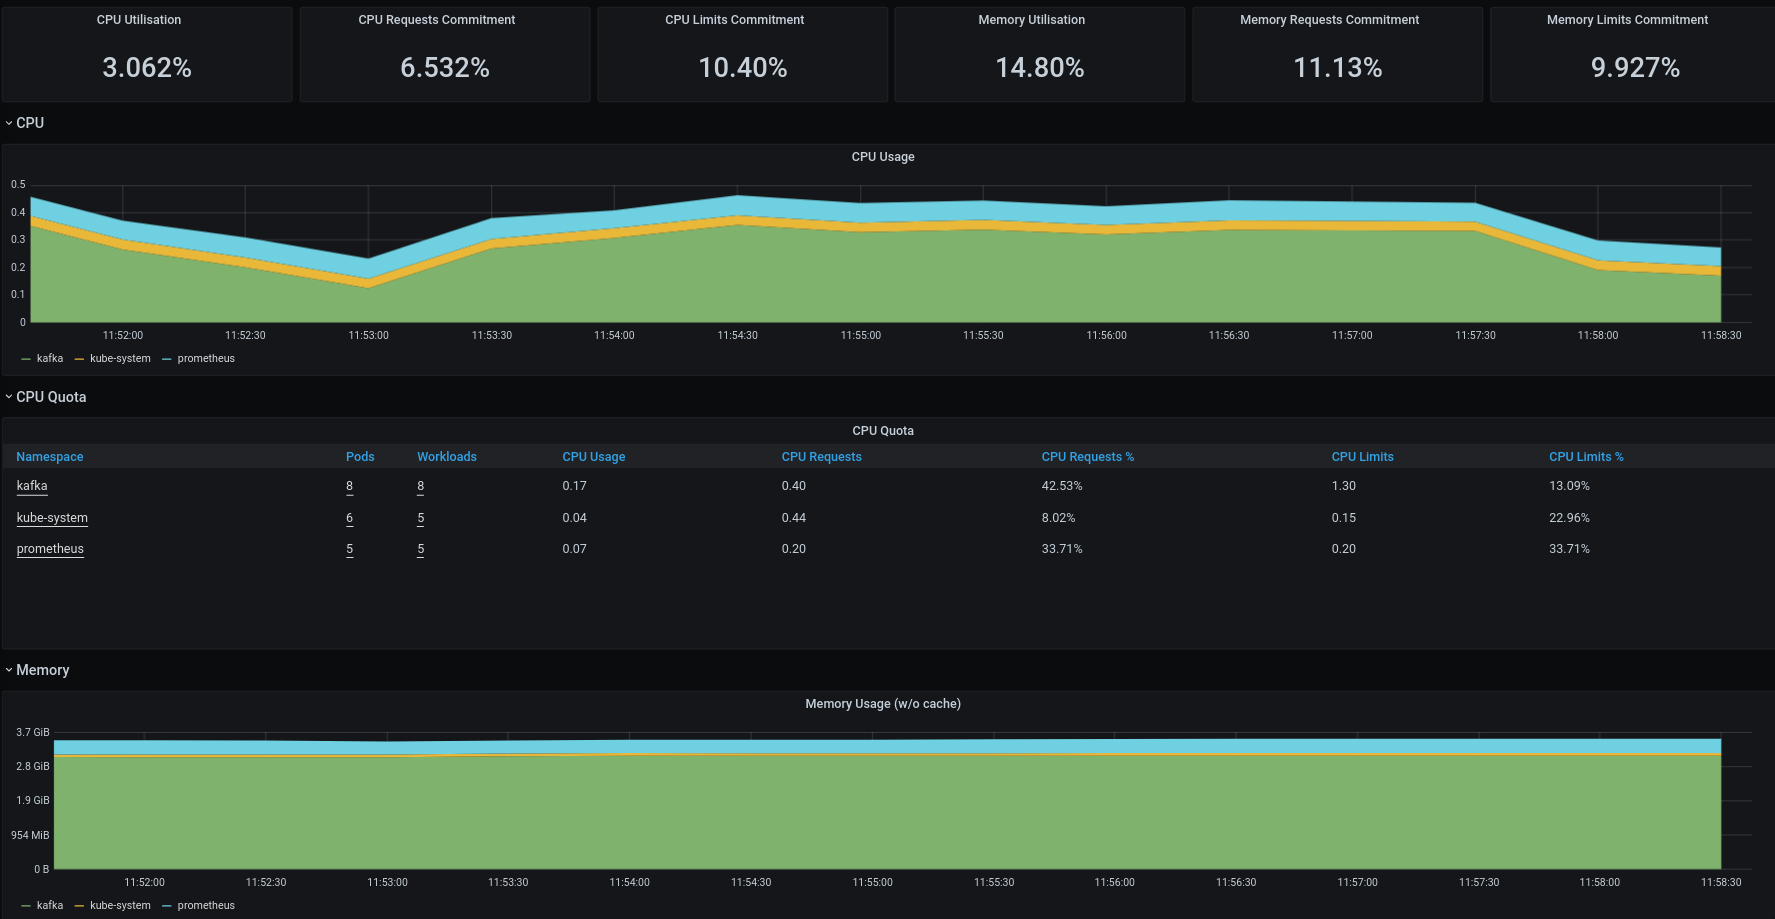 CPU Utilisation CPU Requests Commitment CPU Limits Commitment Memory Utilisation Memory Requests Commitment Memory Limits Commitment
3.062% 6.532% 10.40% 14.80% 11.13% 9.927%
CPU
CPU Usage
0.5
0.4
0.3
0.2
0.1
0
11:52:00 11:52:30 11:53:00 11:53:30 11:54:00 11:54:30 11:55:00 11:55:30 11:56:00 11:56:30 11:57:00 11:57:30 11:58:00 11:58:30
kafka kube-system prometheus
CPU Quota
CPU Quota
Namespace Pods Workloads CPU Usage CPU Requests CPU Requests % CPU Limits CPU Limits %
kafka 8 8 0.17 0.40 42.53% 1.30 13.09%
kube-system 6 5 0.04 0.44 8.02% 0.15 22.96%
prometheus 5 5 0.07 0.20 33.71% 0.20 33.71%
Memory
Memory Usage (w/o cache)
3.7 GiB
2.8 GiB
1.9 GiB
954 MiB
0 B
11:52:00 11:52:30 11:53:00 11:53:30 11:54:00 11:54:30 11:55:00 11:55:30 11:56:00 11:56:30 11:57:00 11:57:30 11:58:00 11:58:30
kafka kube-system prometheus